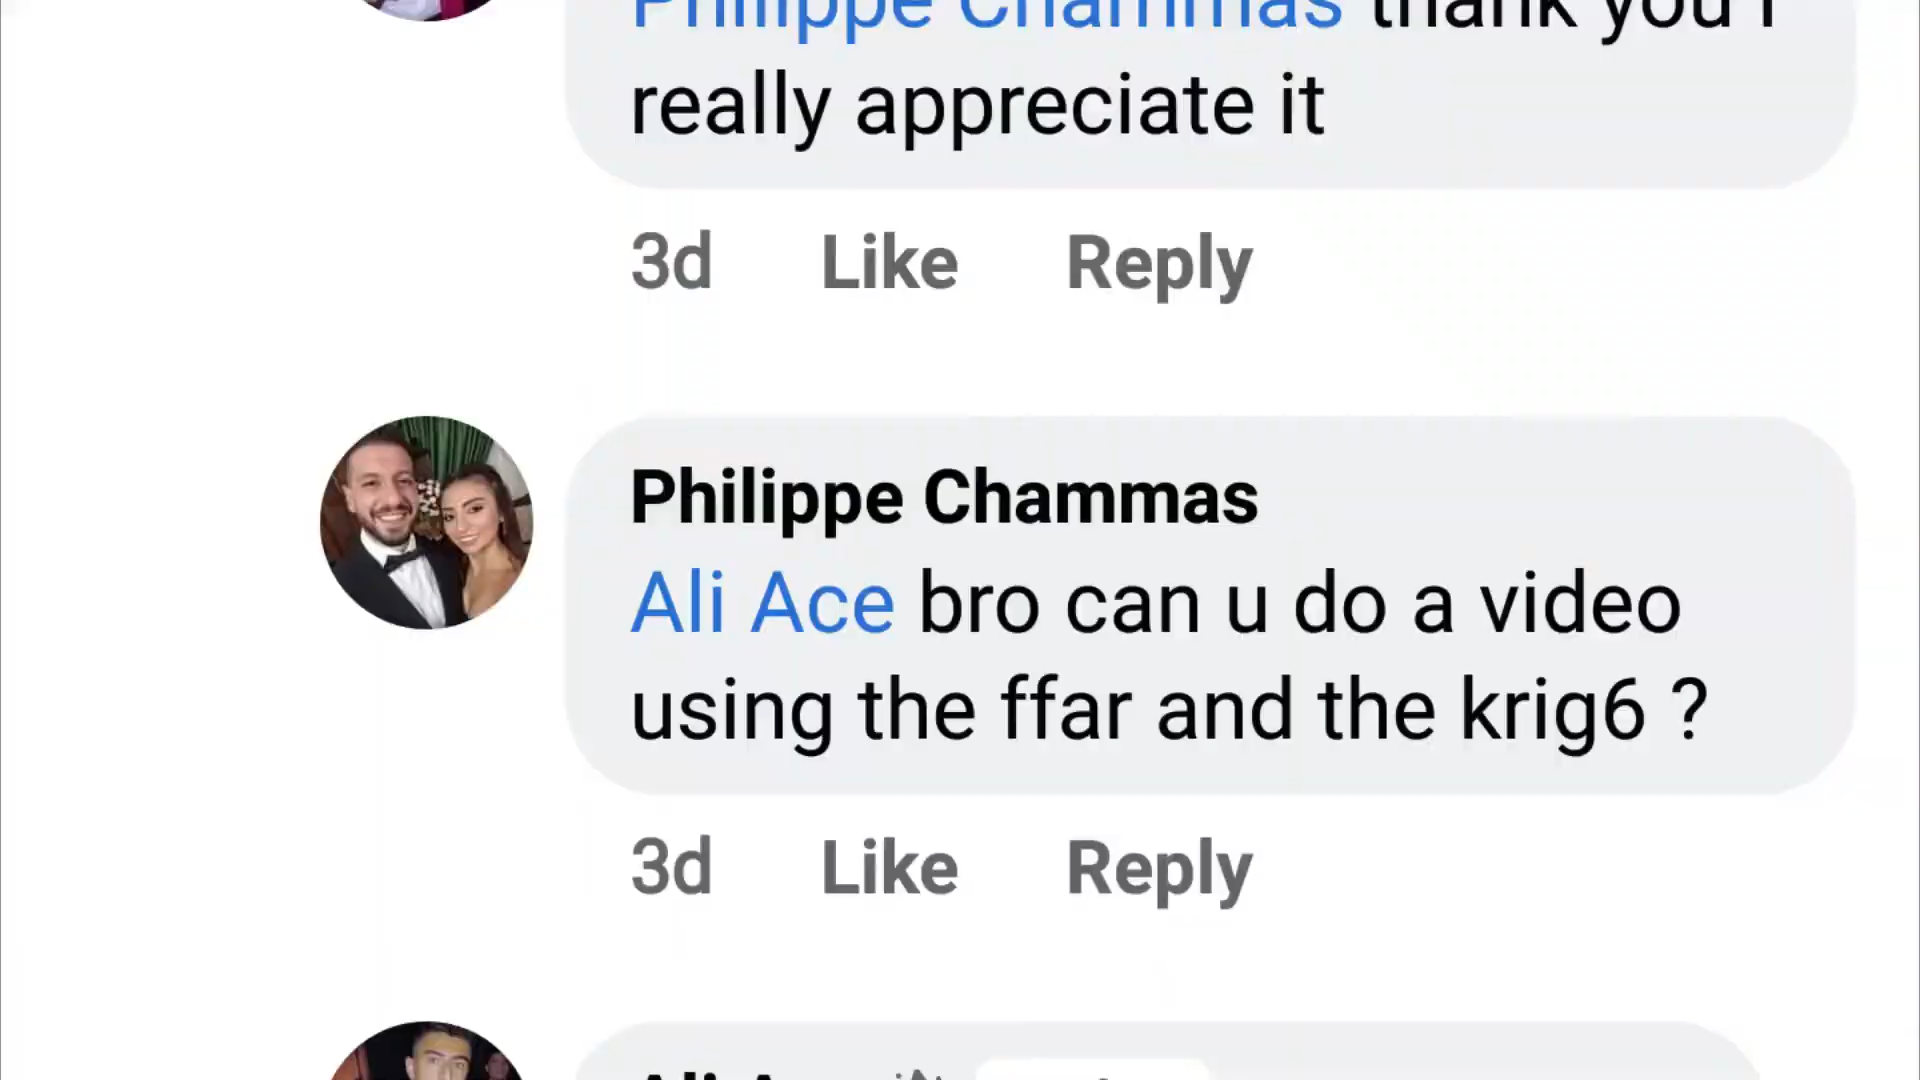 Philippe Chammas thank you I
really appreciate it
3d Like Reply
Philippe Chammas
Ali Ace bro can u do a video
using the ffar and the krig6 ?
3d Like Reply